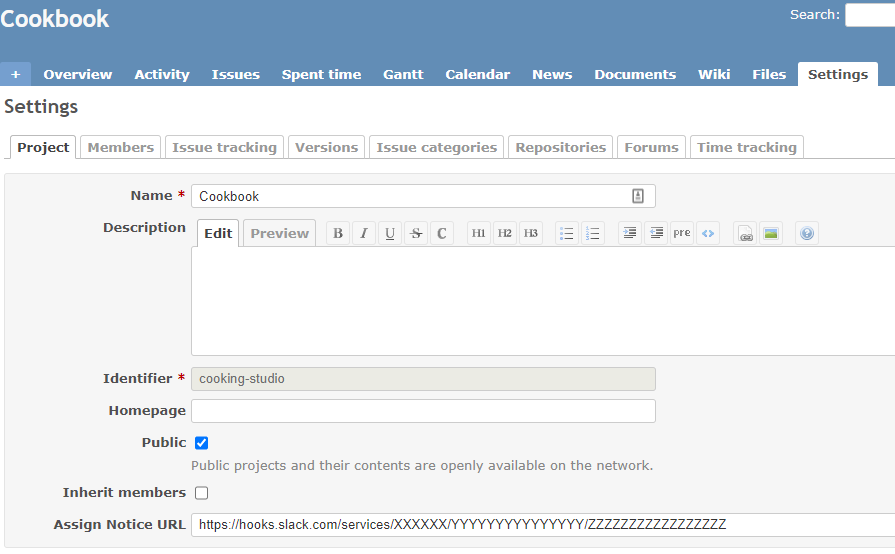 Cookbook
Search:
+ Overview Activity Issues Spent time Gantt Calendar News Documents Wiki Files Settings
Settings
Project Members Issue tracking Versions Issue categories Repositories Forums Time tracking
Name * Cookbook
Description Edit Preview B I U S C H1 H2 H3 pre <> ?
Identifier * cooking-studio
Homepage
Public
Public projects and their contents are openly available on the network.
Inherit members
Assign Notice URL https://hooks.slack.com/services/XXXXXX/YYYYYYYYYYYYYYYY/ZZZZZZZZZZZZZZZZZ